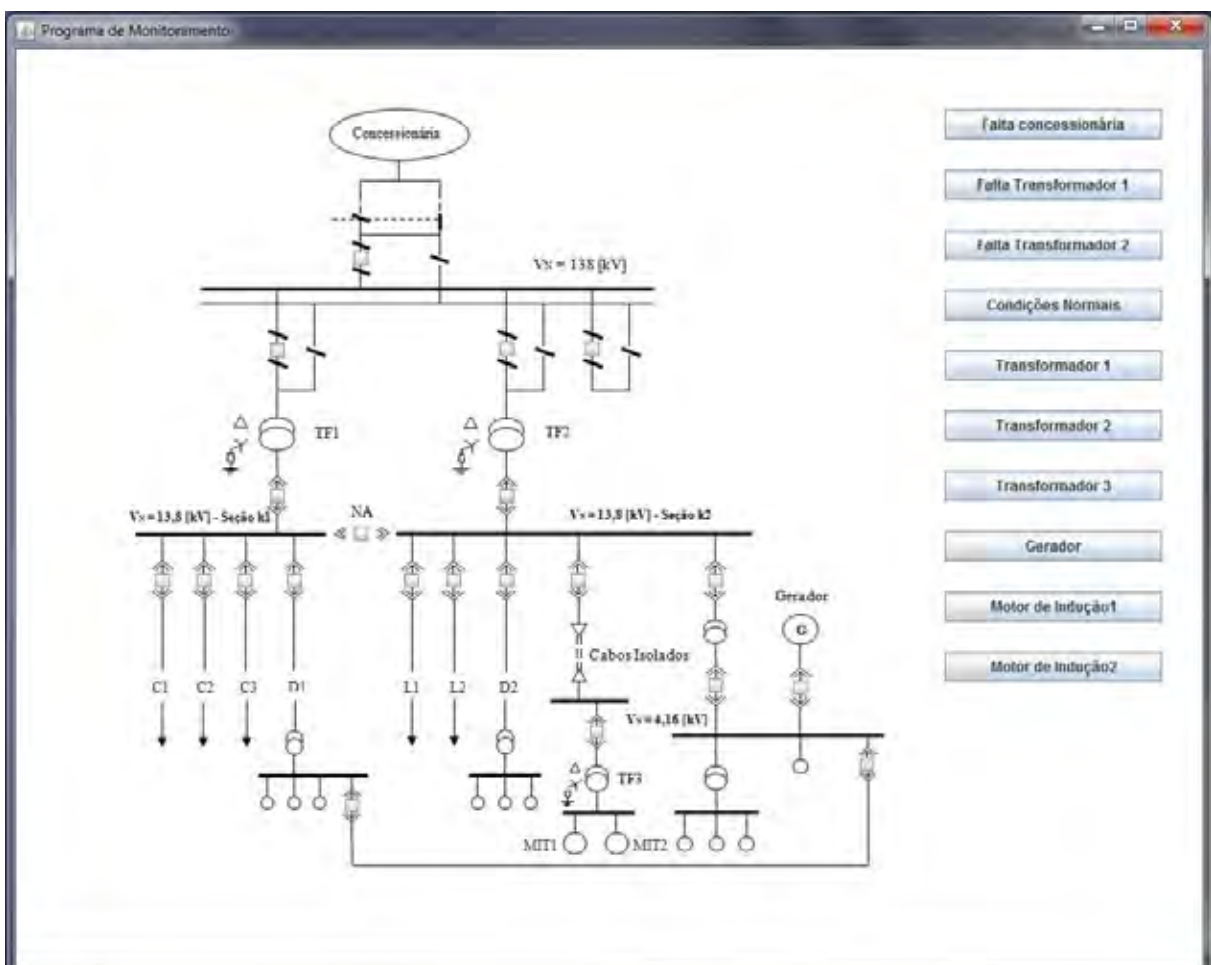 Programa de Monitoramento
Concessionária
VN = 138 [kV]
TF1
TF2
VN = 13,8 [kV] - Seção k1
NA
VN = 13,8 [kV] - Seção k2
Gerador
G
Cabos Isolados
C1 C2 C3 D1 L1 L2 D2
VN = 4,16 [kV]
TF3
MIT1 MIT2
Falta concessionária
Falta Transformador 1
Falta Transformador 2
Condições Normais
Transformador 1
Transformador 2
Transformador 3
Gerador
Motor de Indução1
Motor de Indução2